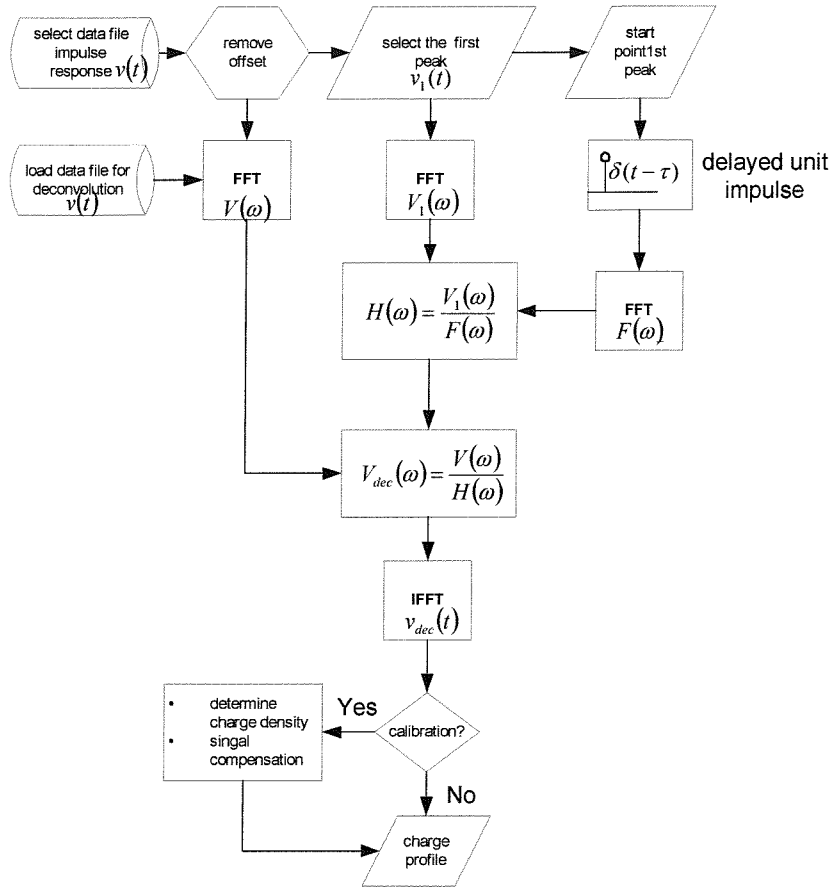 select data file
impulse
response v(t)
remove
offset
select the first
peak
v₁(t)
start
point1st
peak
load data file for
deconvolution
v(t)
FFT
V(ω)
FFT
V₁(ω)
δ(t − τ)
delayed unit
impulse
H(ω) = V₁(ω) / F(ω)
FFT
F(ω)
V_dec(ω) = V(ω) / H(ω)
IFFT
v_dec(t)
• determine
charge density
• singal
compensation
Yes
calibration?
No
charge
profile